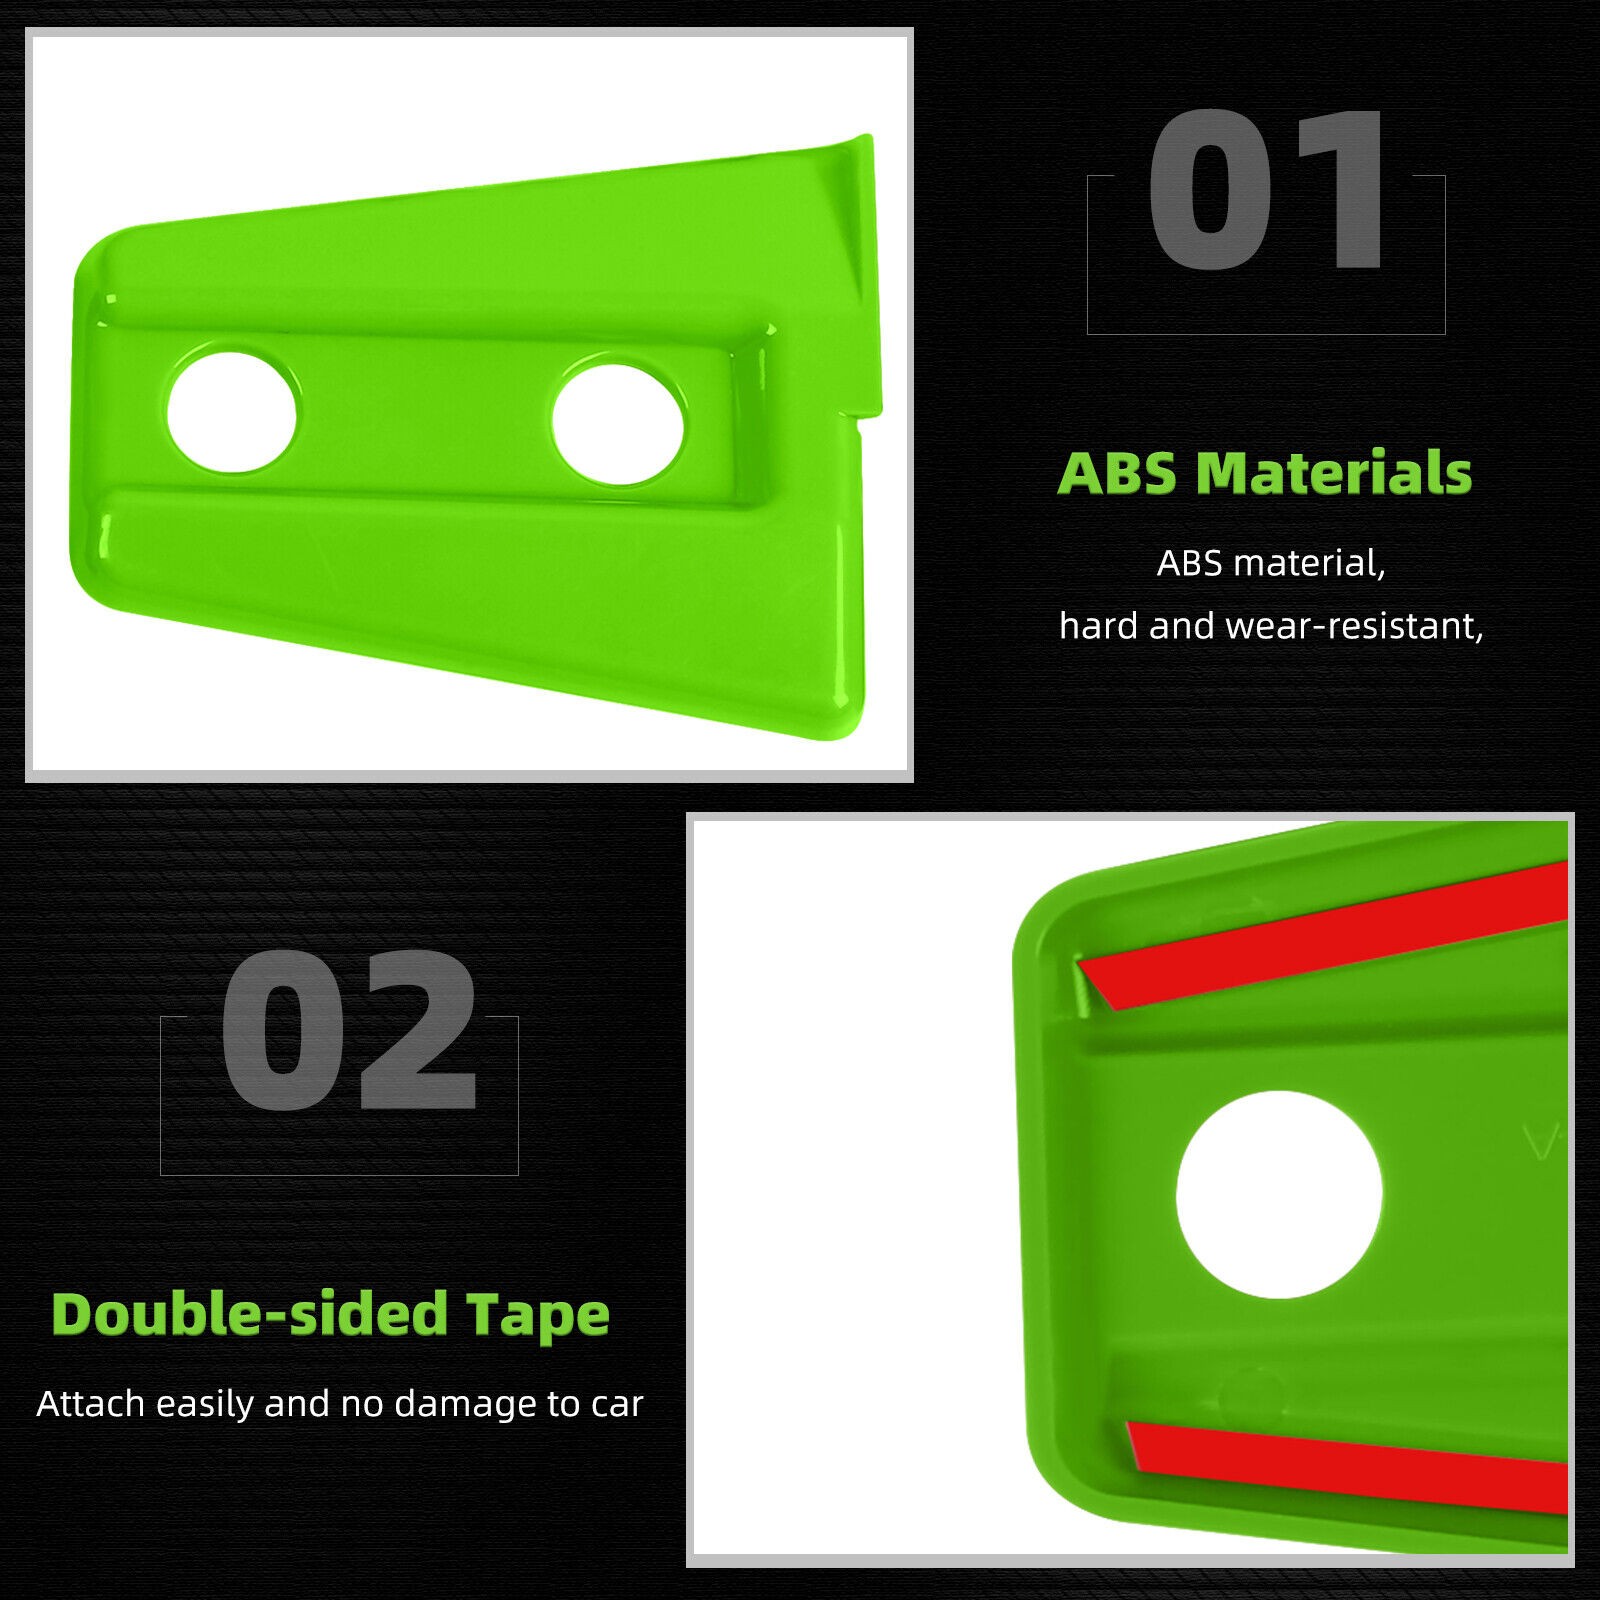 01
ABS Materials
ABS material,
hard and wear-resistant,
02
Double-sided Tape
Attach easily and no damage to car